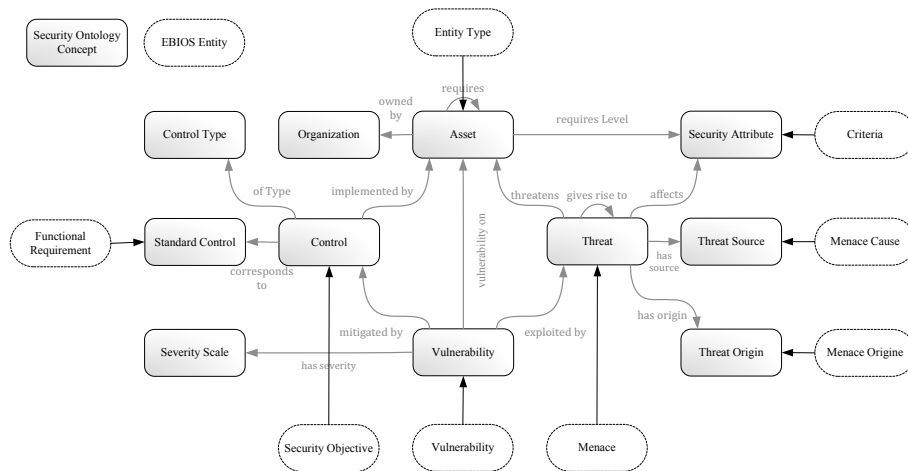 Entity Type
Security Ontology
Concept
EBIOS Entity
requires
owned
by
Control Type
Organization
Asset
requires Level
Security Attribute
Criteria
of Type
implemented by
threatens
gives rise to
affects
vulnerability on
Functional
Requirement
Standard Control
Control
Threat
has
source
Threat Source
Menace Cause
corresponds
to
mitigated by
exploited by
has origin
Severity Scale
has severity
Vulnerability
Threat Origin
Menace Origine
Security Objective
Vulnerability
Menace